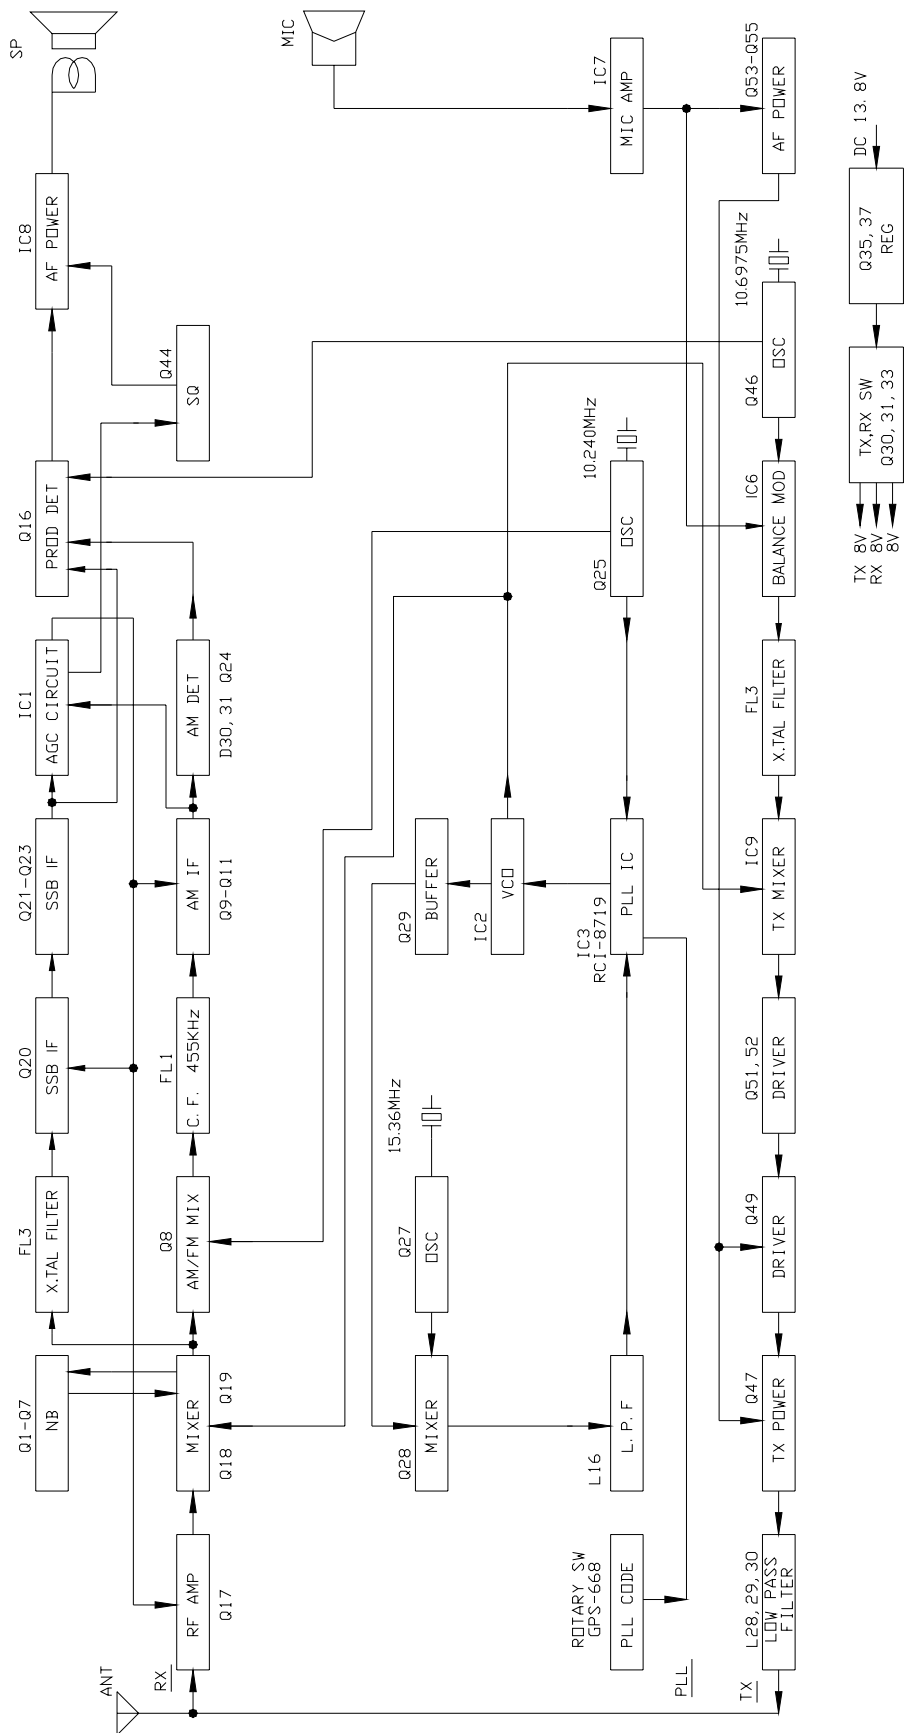 ANT
RX
RF AMP
Q17
Q1-Q7
NB
MIXER
Q18
Q19
FL3
X.TAL FILTER
Q8
AM/FM MIX
Q20
SSB IF
FL1
C.F. 455KHz
Q21-Q23
SSB IF
AM IF
Q9-Q11
IC1
AGC CIRCUIT
AM DET
D30, 31 Q24
Q16
PROD DET
Q44
SQ
IC8
AF POWER
SP
MIC
ROTARY SW
GPS-668
PLL CODE
PLL
Q28
MIXER
L16
L.P.F
Q27
OSC
15.36MHz
Q29
BUFFER
IC2
VCO
IC3
RCI-8719
PLL IC
Q25
OSC
10.240MHz
IC7
MIC AMP
TX
L28, 29, 30
LOW PASS
FILTER
Q47
TX POWER
Q49
DRIVER
Q51, 52
DRIVER
IC9
TX MIXER
FL3
X.TAL FILTER
IC6
BALANCE MOD
Q46
OSC
10.6975MHz
Q53-Q55
AF POWER
TX 8V
RX 8V
8V
TX,RX SW
Q30, 31, 33
Q35, 37
REG
DC 13. 8V